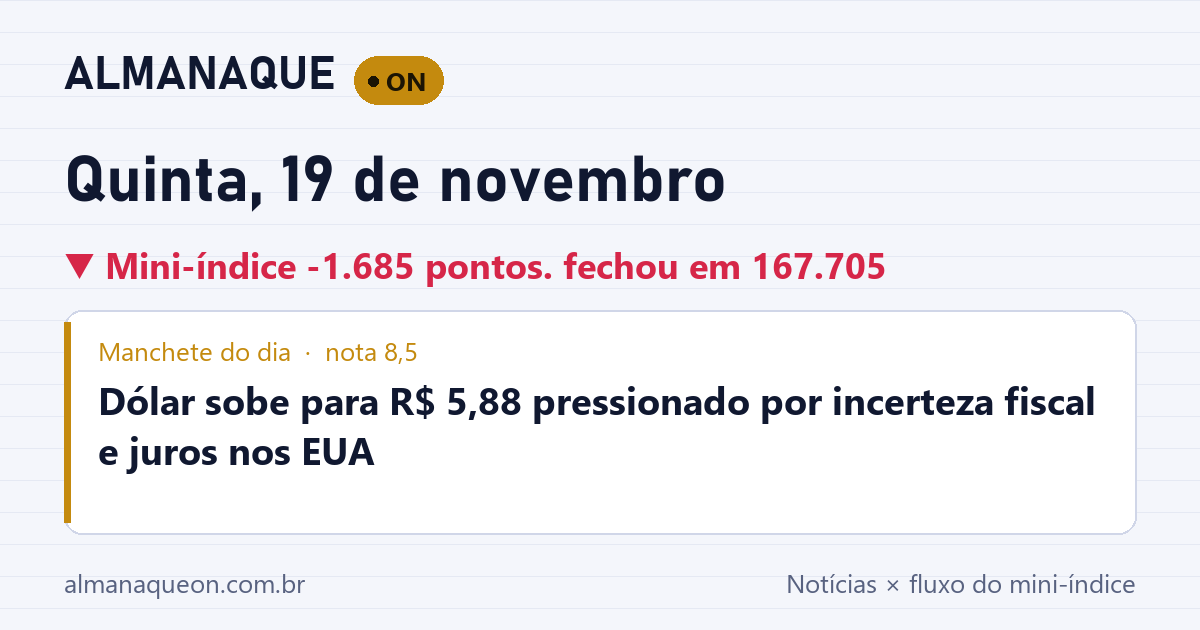 ALMANAQUE • ON
Quinta, 19 de novembro
▼ Mini-índice -1.685 pontos. fechou em 167.705
Manchete do dia · nota 8,5
Dólar sobe para R$ 5,88 pressionado por incerteza fiscal
e juros nos EUA
almanaqueon.com.br
Notícias × fluxo do mini-índice